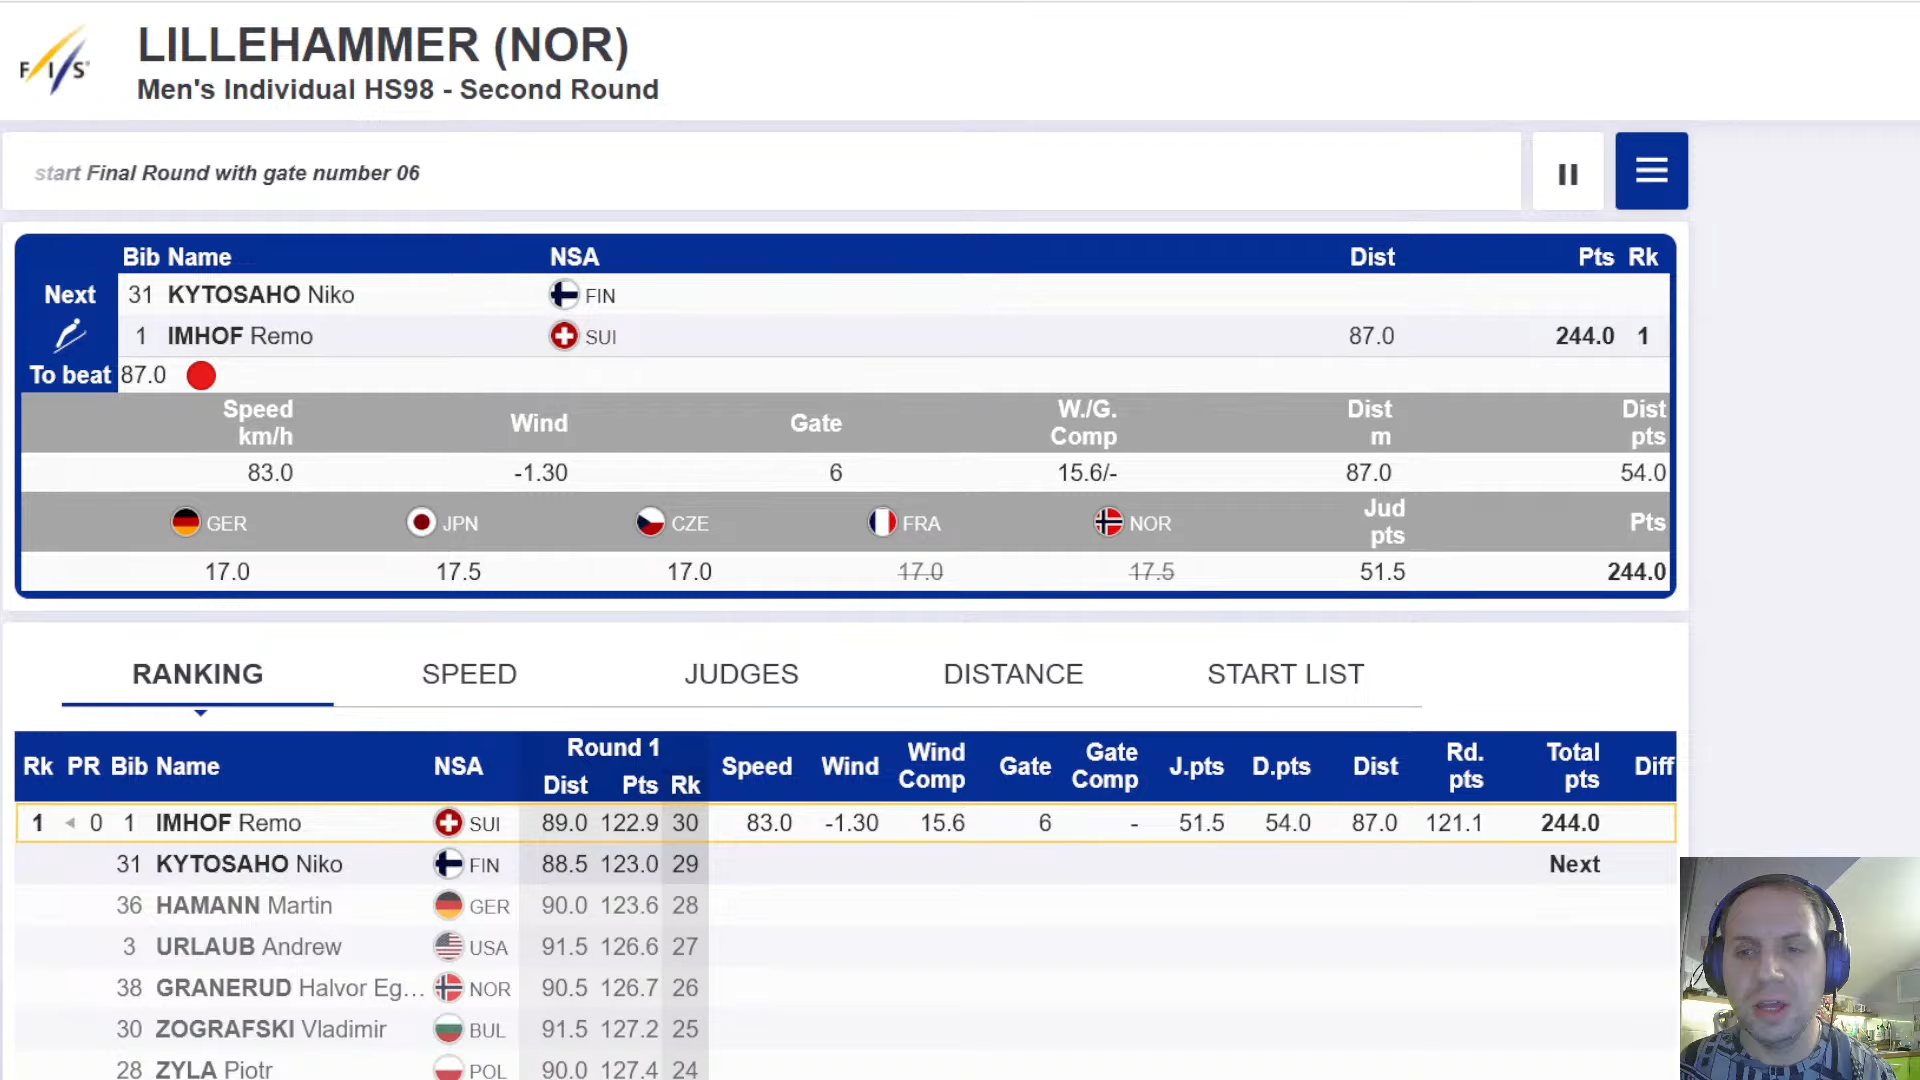 FIS
LILLEHAMMER (NOR)
Men's Individual HS98 - Second Round
start Final Round with gate number 06
Bib Name NSA Dist Pts Rk
Next 31 KYTOSAHO Niko FIN
1 IMHOF Remo SUI 87.0 244.0 1
To beat 87.0
Speed km/h Wind Gate W./G. Comp Dist m Dist pts
83.0 -1.30 6 15.6/- 87.0 54.0
GER JPN CZE FRA NOR Jud pts Pts
17.0 17.5 17.0 17.0 17.5 51.5 244.0
RANKING SPEED JUDGES DISTANCE START LIST
Rk PR Bib Name NSA Round 1 Dist Pts Rk Speed Wind Wind Comp Gate Gate Comp J.pts D.pts Dist Rd. pts Total pts Diff
1 0 1 IMHOF Remo SUI 89.0 122.9 30 83.0 -1.30 15.6 6 - 51.5 54.0 87.0 121.1 244.0
31 KYTOSAHO Niko FIN 88.5 123.0 29 Next
36 HAMANN Martin GER 90.0 123.6 28
3 URLAUB Andrew USA 91.5 126.6 27
38 GRANERUD Halvor Eg... NOR 90.5 126.7 26
30 ZOGRAFSKI Vladimir BUL 91.5 127.2 25
28 ZYLA Piotr POL 90.0 127.4 24